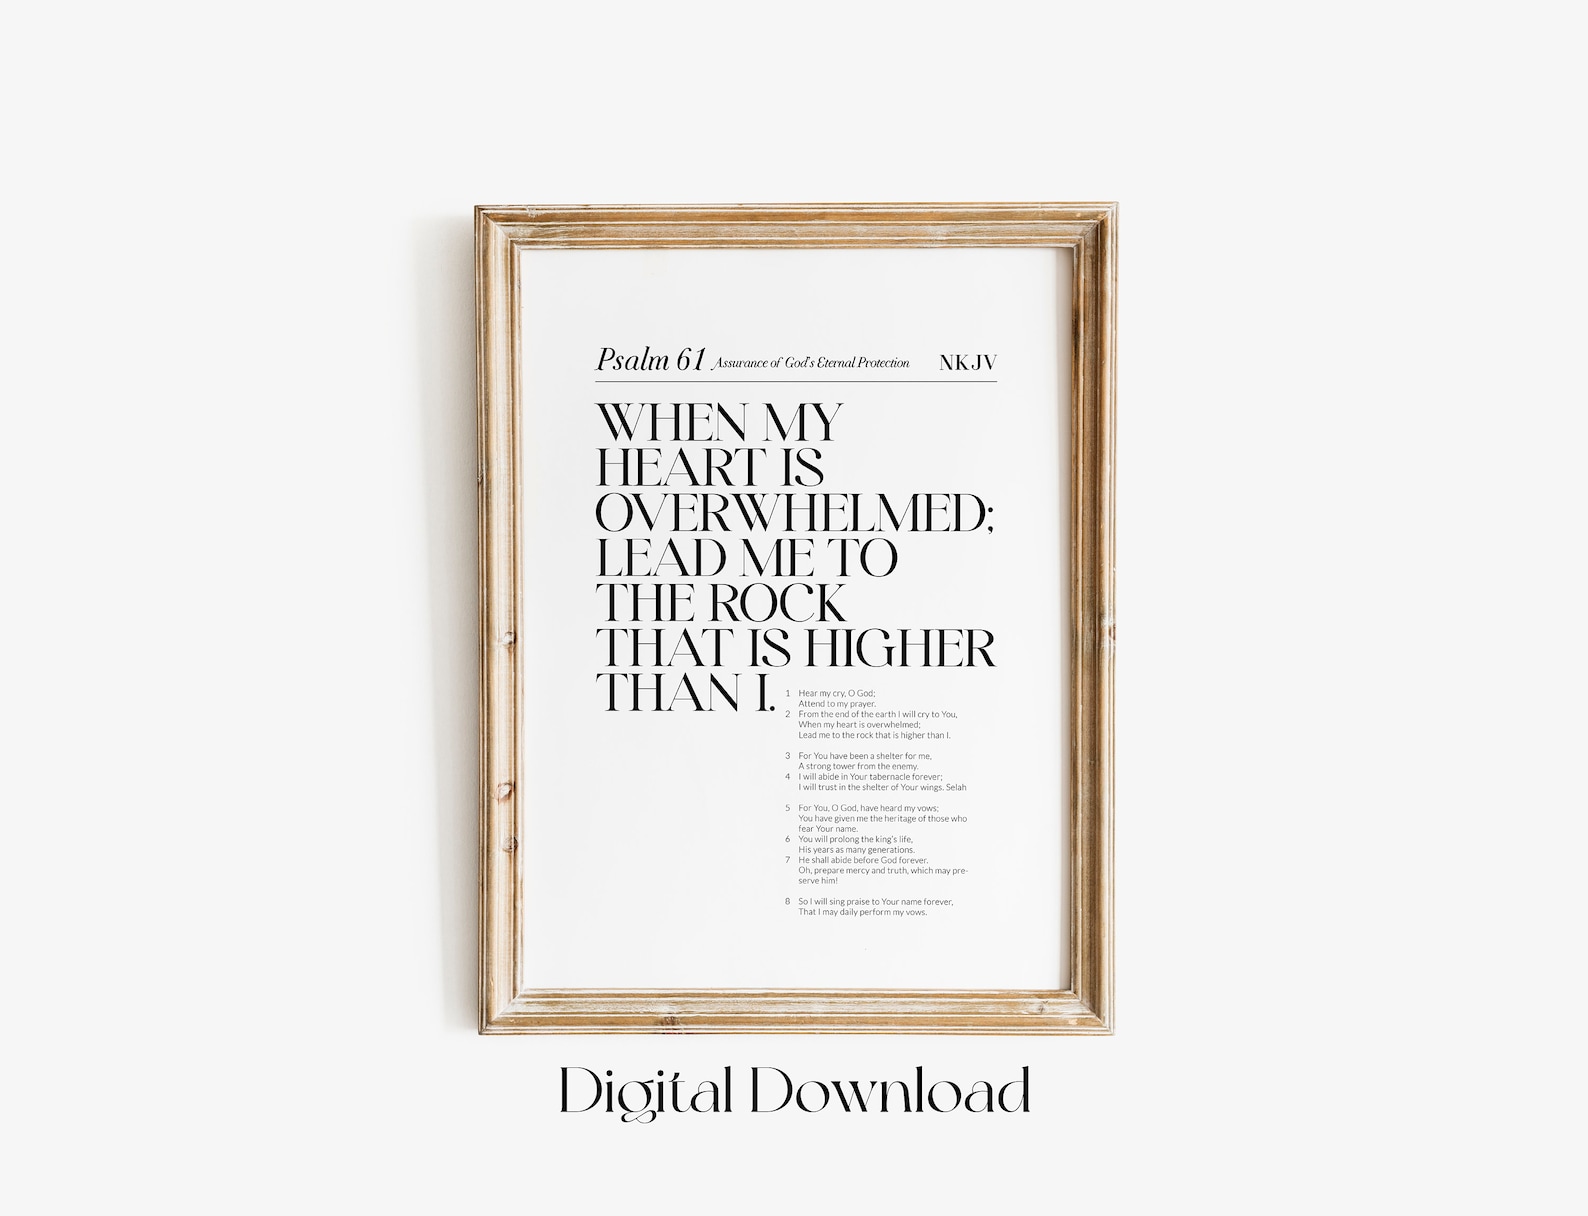 Psalm 61 Assurance of God's Eternal Protection NKJV
WHEN MY
HEART IS
OVERWHELMED;
LEAD ME TO
THE ROCK
THAT IS HIGHER
THAN I.
1 Hear my cry, O God;
Attend to my prayer.
2 From the end of the earth I will cry to You,
When my heart is overwhelmed;
Lead me to the rock that is higher than I.
3 For You have been a shelter for me,
A strong tower from the enemy.
4 I will abide in Your tabernacle forever;
I will trust in the shelter of Your wings. Selah
5 For You, O God, have heard my vows;
You have given me the heritage of those who
fear Your name.
6 You will prolong the king's life,
His years as many generations.
7 He shall abide before God forever.
Oh, prepare mercy and truth, which may pre-
serve him!
8 So I will sing praise to Your name forever,
That I may daily perform my vows.
Digital Download